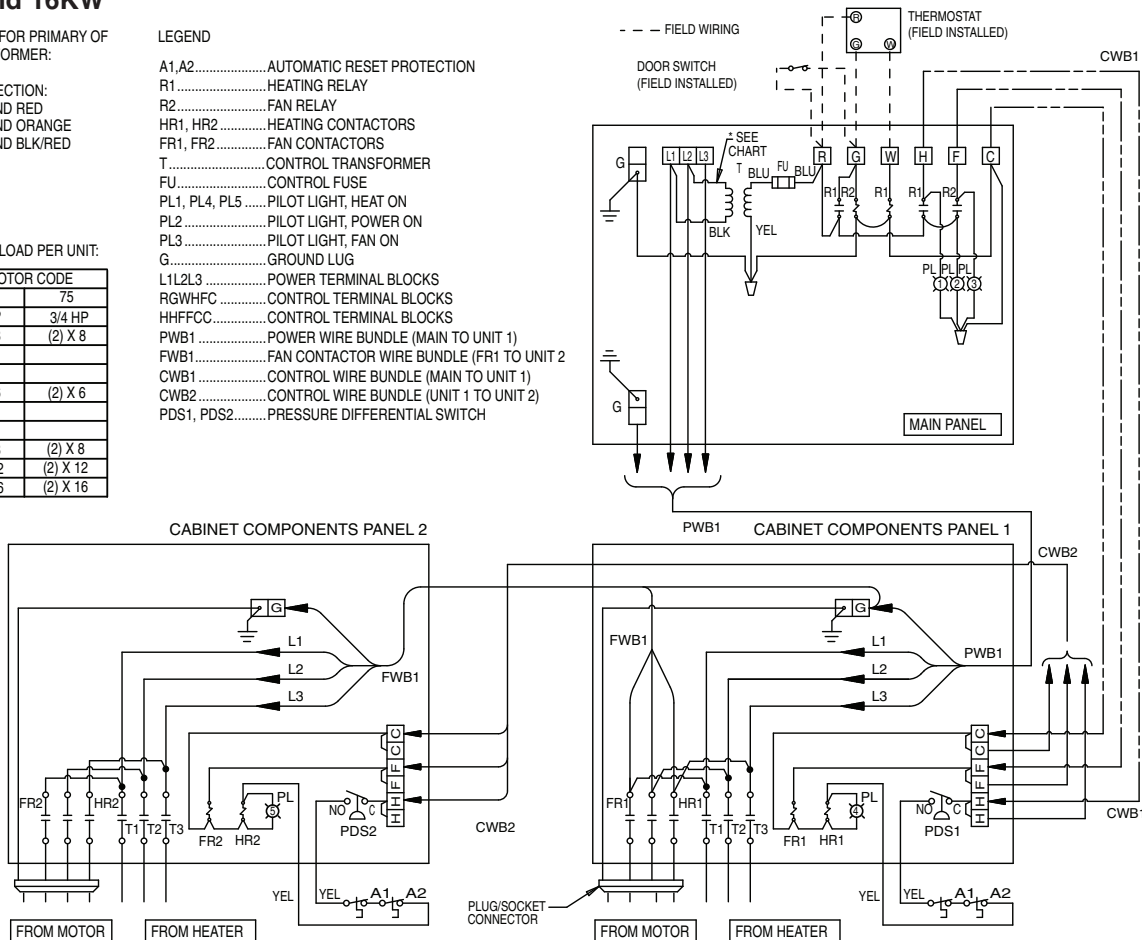 nd 16KW
FOR PRIMARY OF
ORMER:
ECTION:
ND RED
ND ORANGE
ND BLK/RED
LOAD PER UNIT:
OTOR CODE
75
3/4 HP
(2) X 8
(2) X 6
(2) X 8
2 (2) X 12
6 (2) X 16
LEGEND
A1,A2......................AUTOMATIC RESET PROTECTION
R1...........................HEATING RELAY
R2...........................FAN RELAY
HR1, HR2..............HEATING CONTACTORS
FR1, FR2...............FAN CONTACTORS
T..............................CONTROL TRANSFORMER
FU...........................CONTROL FUSE
PL1, PL4, PL5......PILOT LIGHT, HEAT ON
PL2.........................PILOT LIGHT, POWER ON
PL3.........................PILOT LIGHT, FAN ON
G.............................GROUND LUG
L1L2L3...................POWER TERMINAL BLOCKS
RGWHFC...............CONTROL TERMINAL BLOCKS
HHFFCC................CONTROL TERMINAL BLOCKS
PWB1.....................POWER WIRE BUNDLE (MAIN TO UNIT 1)
FWB1.....................FAN CONTACTOR WIRE BUNDLE (FR1 TO UNIT 2
CWB1.....................CONTROL WIRE BUNDLE (MAIN TO UNIT 1)
CWB2.....................CONTROL WIRE BUNDLE (UNIT 1 TO UNIT 2)
PDS1, PDS2.........PRESSURE DIFFERENTIAL SWITCH
FIELD WIRING
DOOR SWITCH
(FIELD INSTALLED)
R
G W
THERMOSTAT
(FIELD INSTALLED)
CWB1
* SEE
CHART
G L1 L2 L3
R G W H F C
T BLU FU BLU
R1 R2 R1 R1 R2
BLK YEL
PL PL PL
1 2 3
G
MAIN PANEL
PWB1
CABINET COMPONENTS PANEL 2
G
L1
L2
L3
FWB1
C
C
F
F
H
H
FR2 HR2
T1 T2 T3
FR2 HR2
PL
5
NO C
PDS2
CWB2
YEL YEL A1 A2
FROM MOTOR
FROM HEATER
CABINET COMPONENTS PANEL 1
CWB2
G
FWB1
L1
L2
L3
PWB1
C
C
F
F
H
H
FR1 HR1
T1 T2 T3
FR1 HR1
PL
4
NO C
PDS1
CWB1
PLUG/SOCKET
CONNECTOR
YEL YEL A1 A2
FROM MOTOR
FROM HEATER